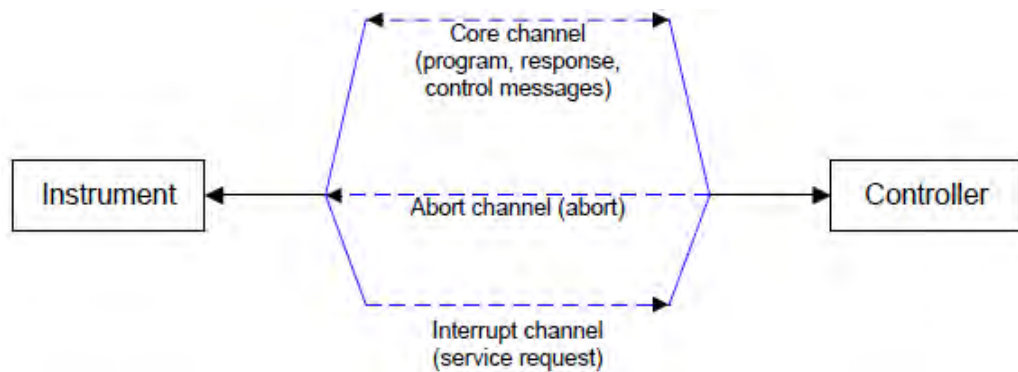 Core channel
(program, response,
control messages)
Instrument
Abort channel (abort)
Controller
Interrupt channel
(service request)